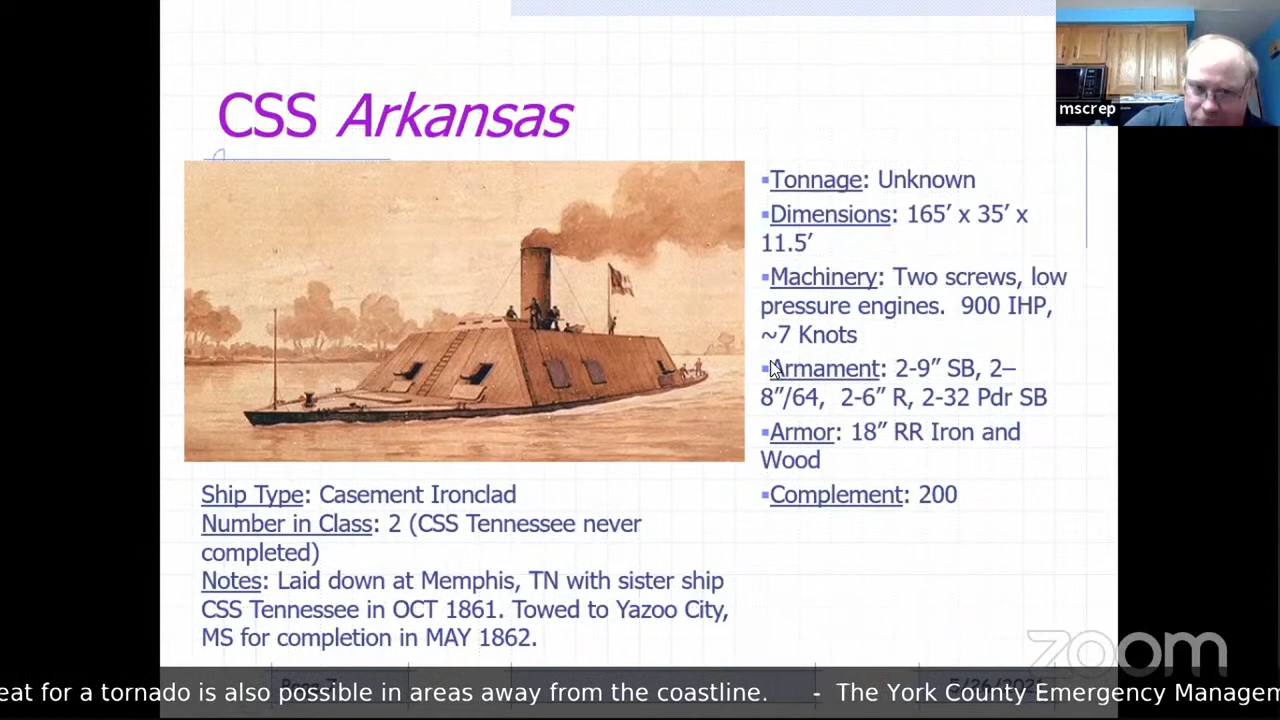 CSS Arkansas
mscrep
▪Tonnage: Unknown
▪Dimensions: 165′ x 35′ x
11.5′
▪Machinery: Two screws, low
pressure engines.  900 IHP,
~7 Knots
▪Armament: 2-9″ SB, 2–
8″/64,  2-6″ R, 2-32 Pdr SB
▪Armor: 18″ RR Iron and
Wood
▪Complement: 200
Ship Type: Casement Ironclad
Number in Class: 2 (CSS Tennessee never
completed)
Notes: Laid down at Memphis, TN with sister ship
CSS Tennessee in OCT 1861. Towed to Yazoo City,
MS for completion in MAY 1862.
zoom
eat for a tornado is also possible in areas away from the coastline.      -  The York County Emergency Managem